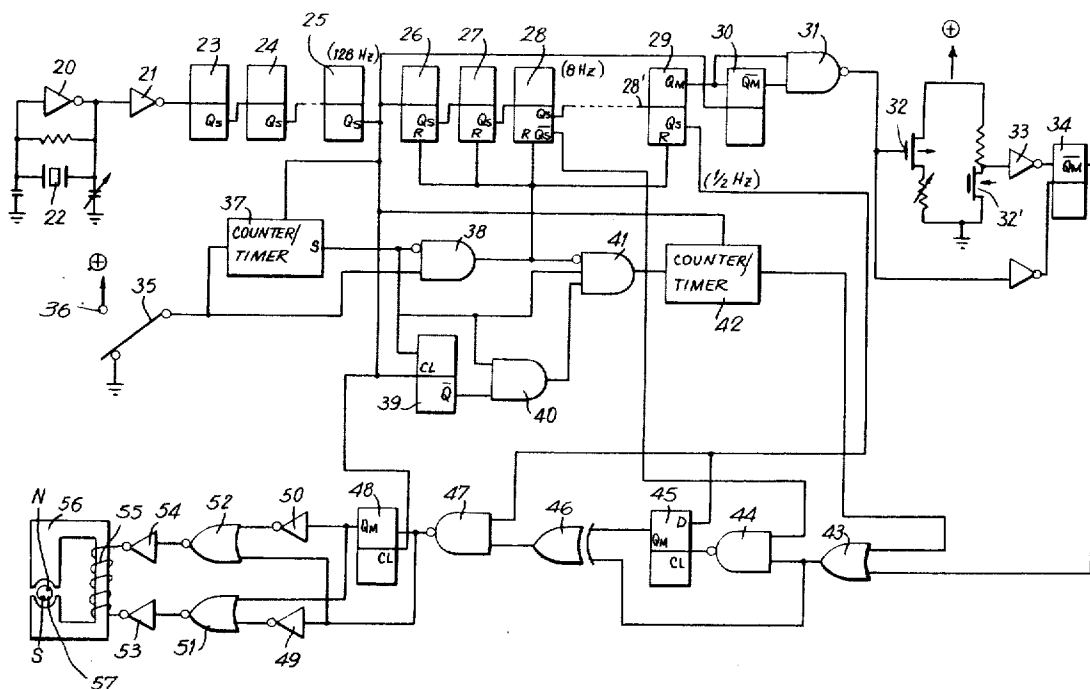 20
21
22
23
Qs
24
Qs
25
(128 Hz)
Qs
26
Qs
R
27
Qs
R
28
(8 Hz)
Qs
Q̅s
R
28'
29
QM
Qs
R
(1/2 Hz)
30
Q̅M
31
32
32'
33
34
Q̅M
35
36
37
COUNTER/
TIMER
S
38
39
CL
Q̅
40
41
COUNTER/
TIMER
42
43
44
45
D
QM
CL
46
47
48
QM
CL
49
50
51
52
53
54
55
56
57
N
S